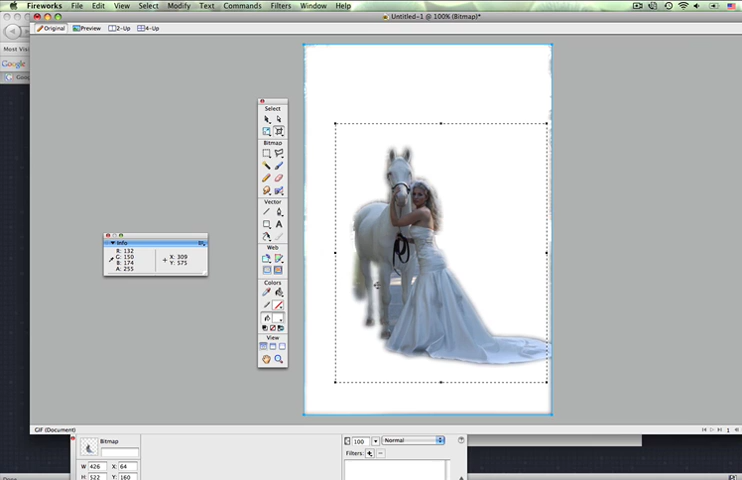 Fireworks File Edit View Select Modify Text Commands Filters Window Help
Untitled-1 @ 100% (Bitmap)*
Original Preview 2-Up 4-Up
Most Vis
Google
Select
Bitmap
Vector
Web
Colors
View
Info
R: 132
G: 150
B: 174
A: 255
X: 309
Y: 575
GIF (Document)
1
Bitmap
W 426 X: 64
H 522 Y: 160
100 Normal
Filters: